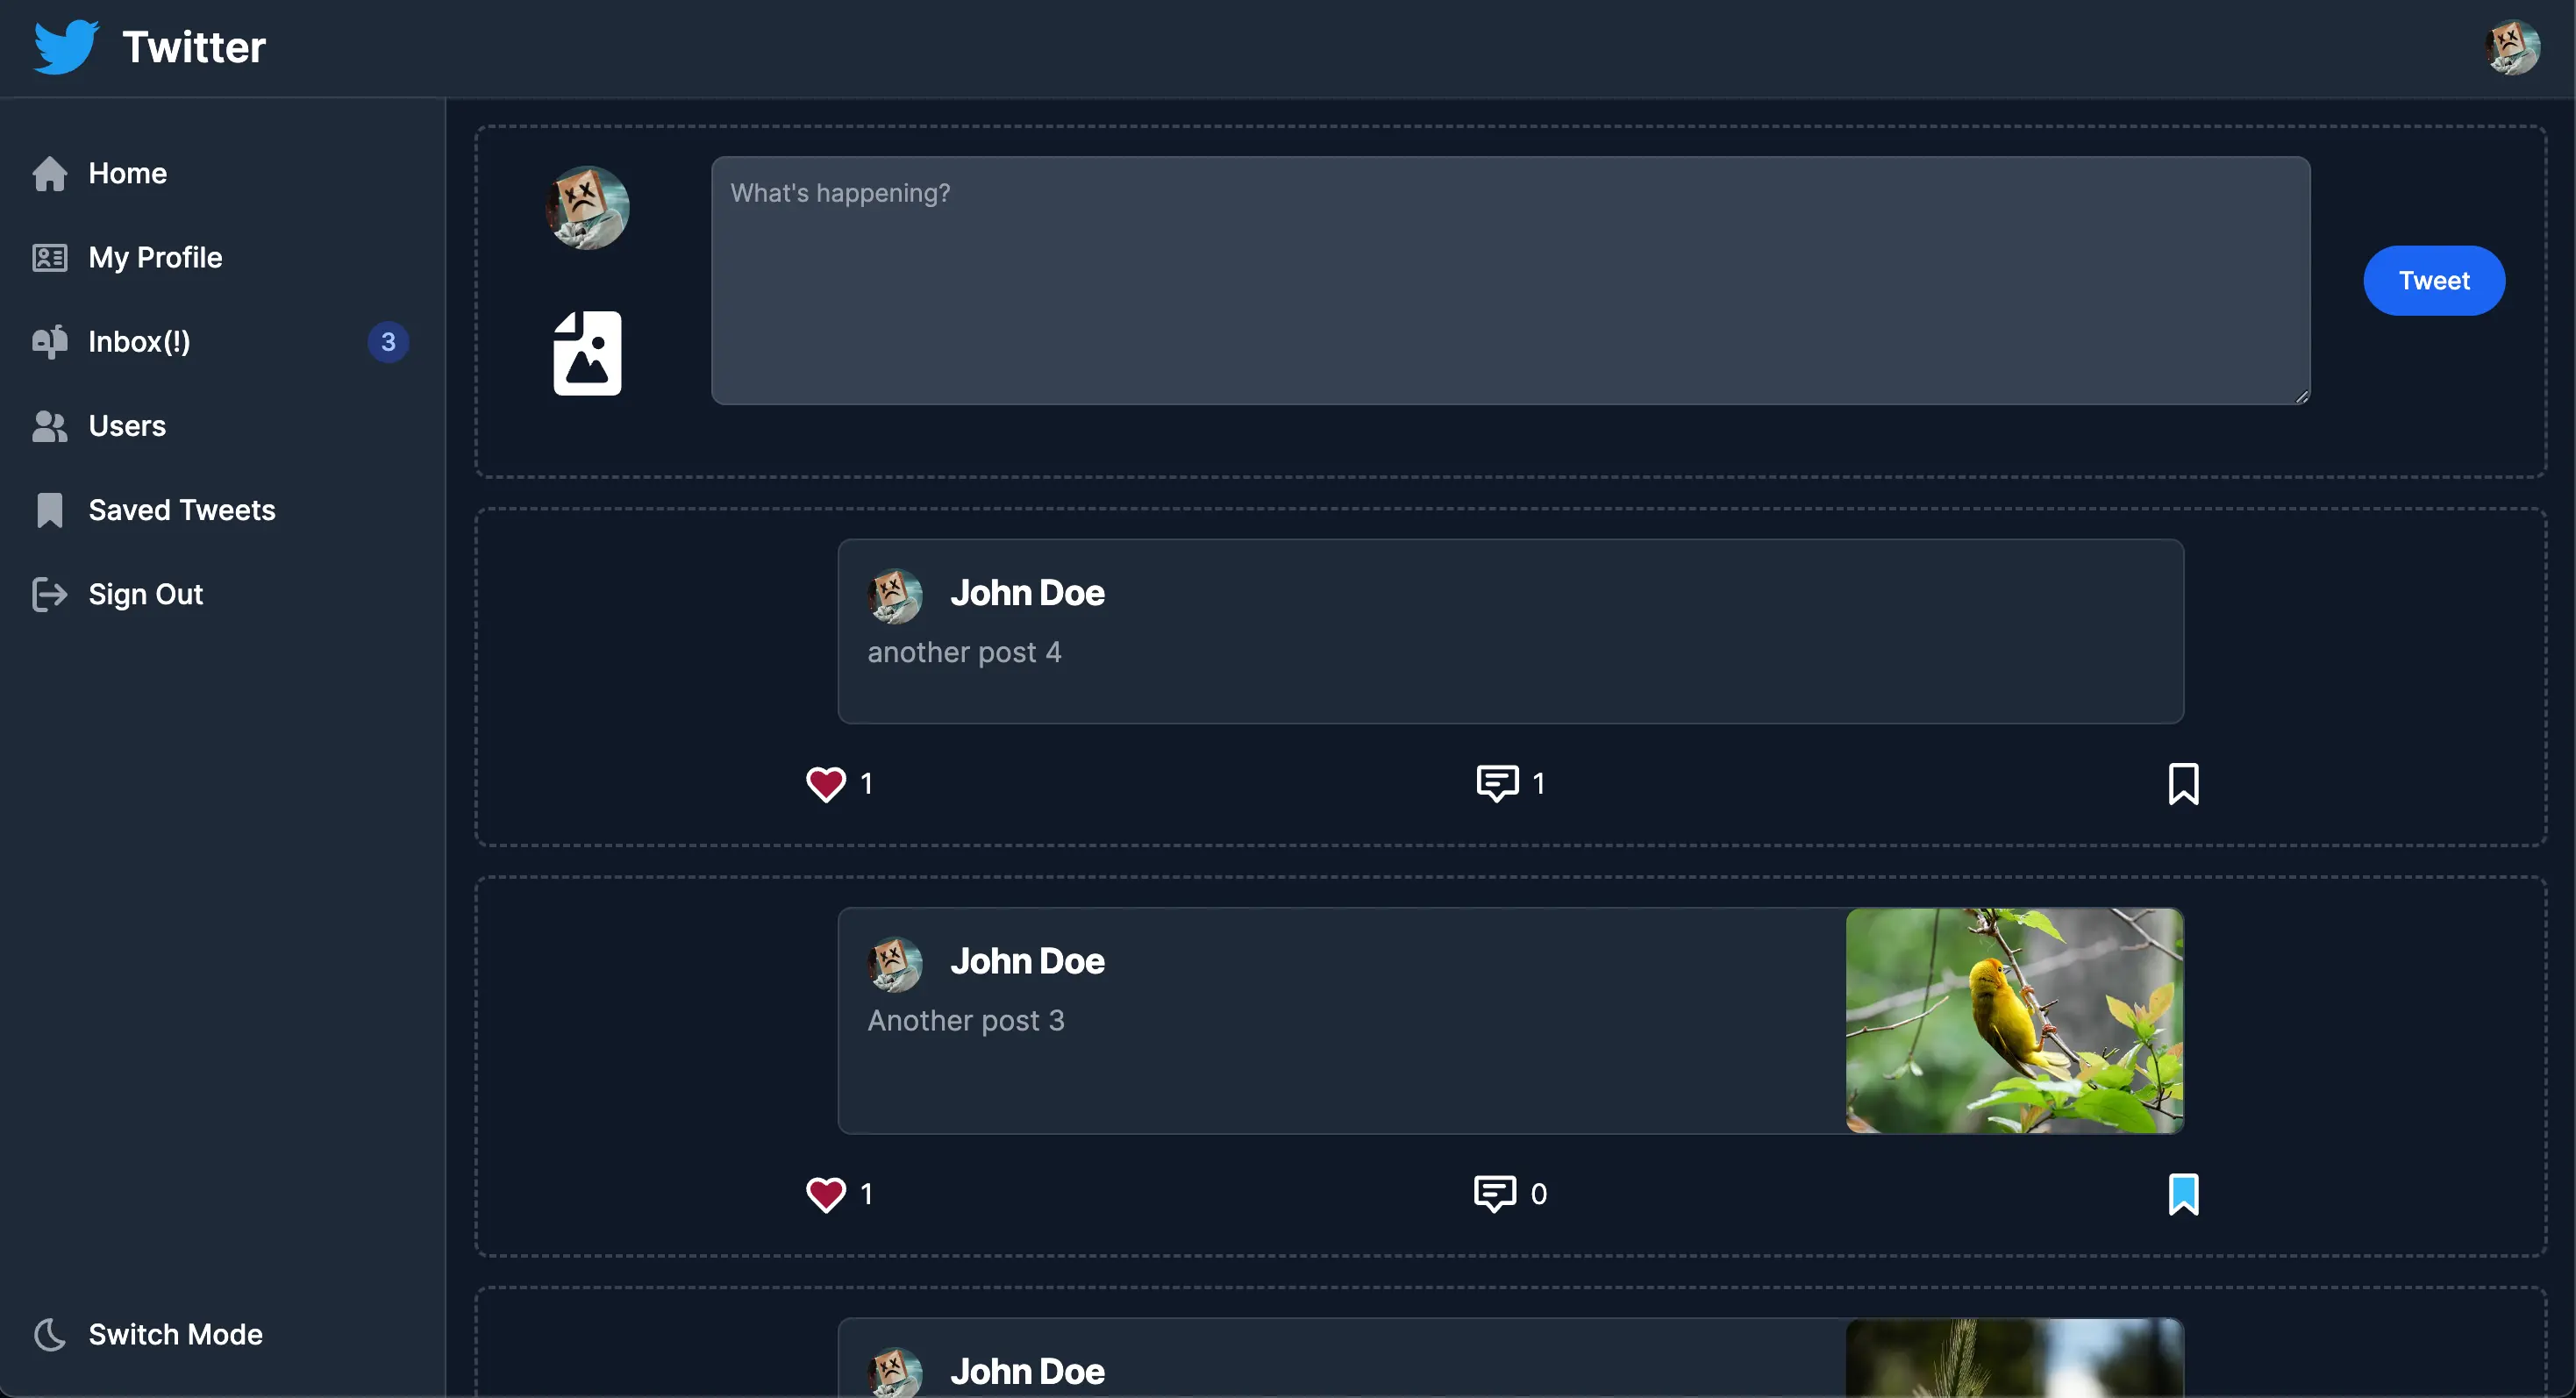 Twitter
Home
My Profile
Inbox(!)
3
Users
Saved Tweets
Sign Out
Switch Mode
What's happening?
Tweet
John Doe
another post 4
1
1
John Doe
Another post 3
1
0
John Doe